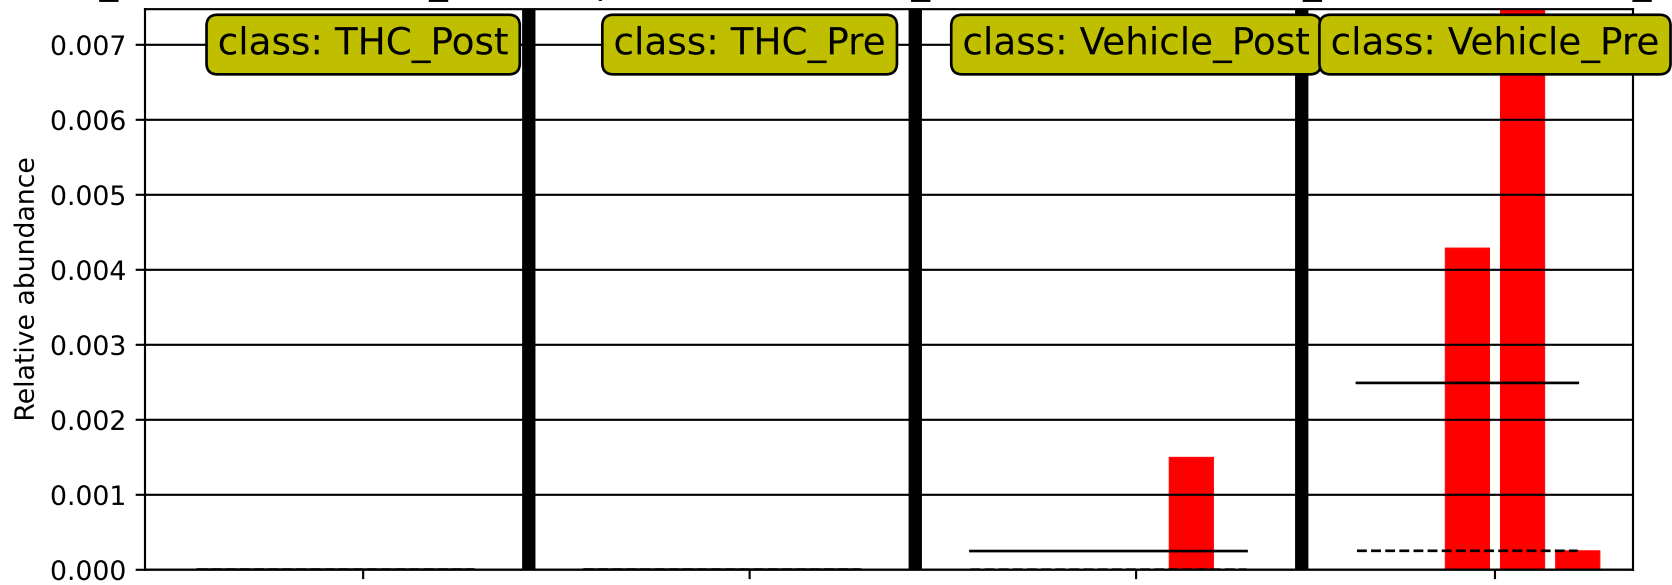 class: THC_Post
class: THC_Pre
class: Vehicle_Post
class: Vehicle_Pre
Relative abundance
0.007
0.006
0.005
0.004
0.003
0.002
0.001
0.000